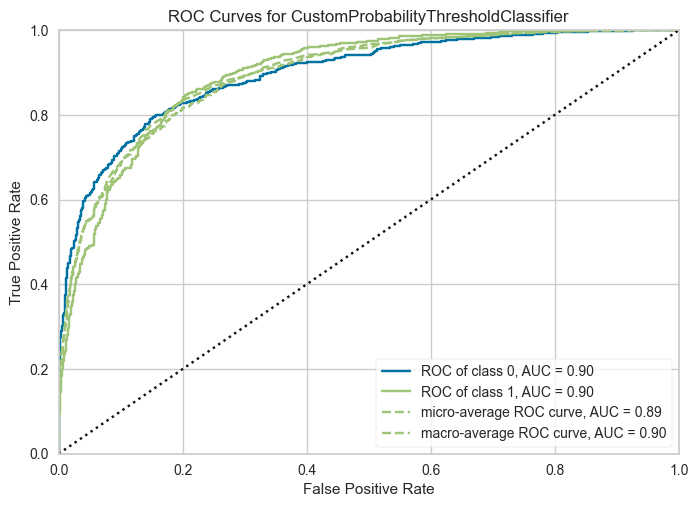 ROC Curves for CustomProbabilityThresholdClassifier
1.0
0.8
0.6
0.4
0.2
0.0
True Positive Rate
ROC of class 0, AUC = 0.90
ROC of class 1, AUC = 0.90
micro-average ROC curve, AUC = 0.89
macro-average ROC curve, AUC = 0.90
0.0 0.2 0.4 0.6 0.8 1.0
False Positive Rate